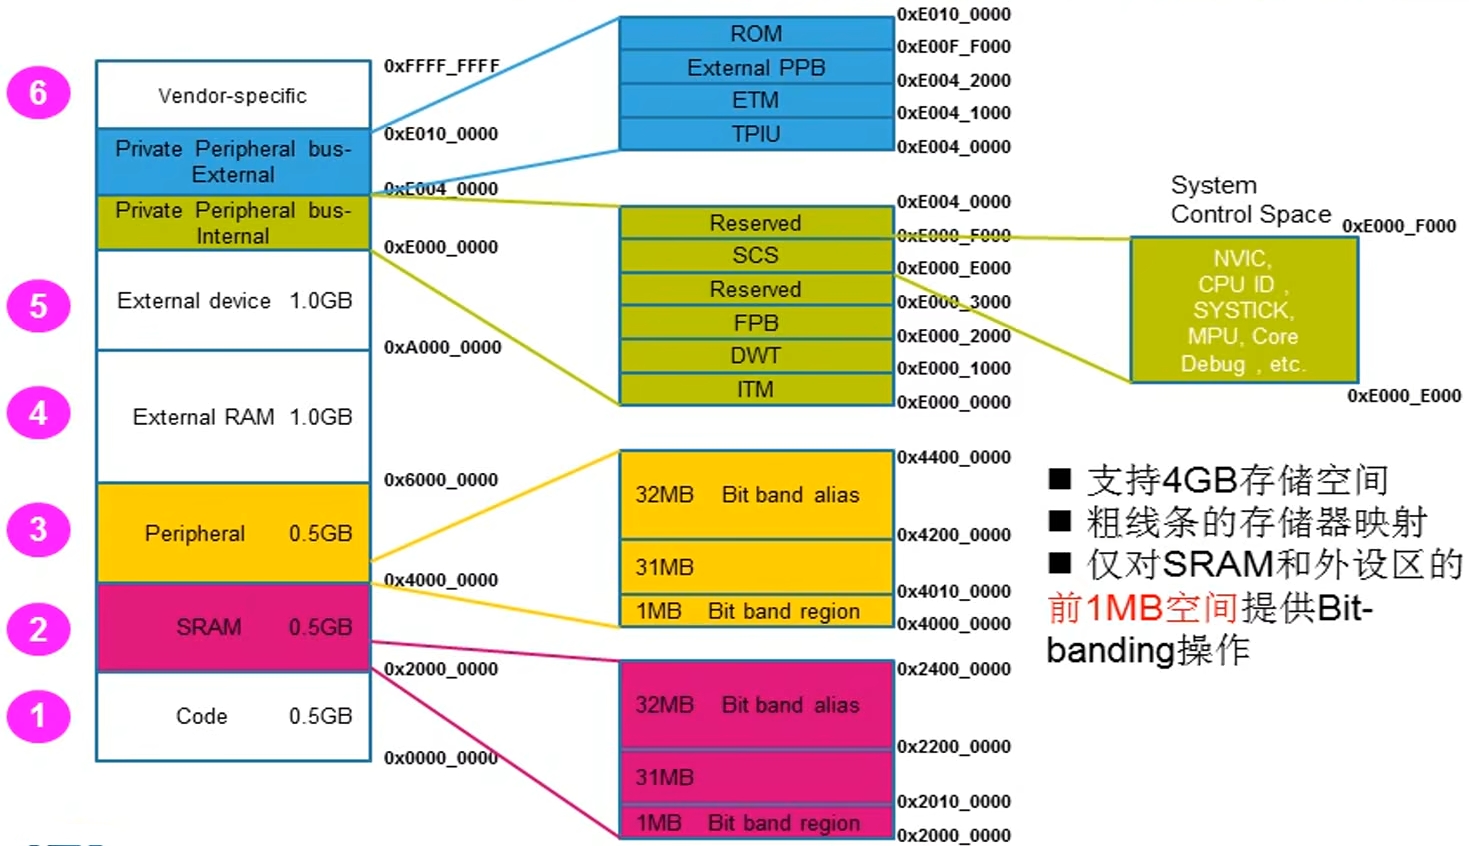 6
Vendor-specific
0xFFFF_FFFF
0xE010_0000
Private Peripheral bus-
External
0xE004_0000
Private Peripheral bus-
Internal
0xE000_0000
5
External device 1.0GB
0xA000_0000
4
External RAM 1.0GB
0x6000_0000
3
Peripheral 0.5GB
0x4000_0000
2
SRAM 0.5GB
0x2000_0000
1
Code 0.5GB
0x0000_0000
0xE010_0000
ROM
0xE00F_F000
External PPB
0xE004_2000
ETM
0xE004_1000
TPIU
0xE004_0000
0xE004_0000
Reserved
0xE000_F000
SCS
0xE000_E000
Reserved
0xE000_3000
FPB
0xE000_2000
DWT
0xE000_1000
ITM
0xE000_0000
System
Control Space
0xE000_F000
NVIC,
CPU ID ,
SYSTICK,
MPU, Core
Debug , etc.
0xE000_E000
0x4400_0000
32MB Bit band alias
0x4200_0000
31MB
0x4010_0000
1MB Bit band region
0x4000_0000
0x2400_0000
32MB Bit band alias
0x2200_0000
31MB
0x2010_0000
1MB Bit band region
0x2000_0000
■ 支持4GB存储空间
■ 粗线条的存储器映射
■ 仅对SRAM和外设区的
前1MB空间提供Bit-
banding操作